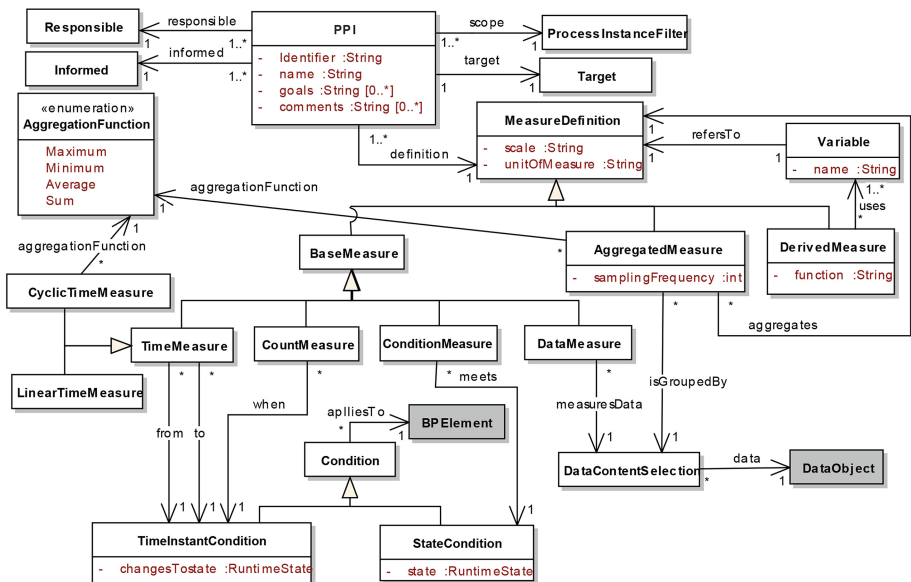 Responsible
responsible
1
1..*
PPI
- Identifier :String
- name :String
- goals :String [0..*]
- comments :String [0..*]
scope
1..*
1
ProcessInstanceFilter
Informed
informed
1
1..*
target
1
1
Target
«enumeration»
AggregationFunction
Maximum
Minimum
Average
Sum
1..*
definition
1
MeasureDefinition
- scale :String
- unitOfMeasure :String
1
refersTo
1
1
Variable
- name :String
1..*
uses
*
aggregationFunction
1
*
1
aggregationFunction
*
BaseMeasure
AggregatedMeasure
- samplingFrequency :int
*
*
aggregates
DerivedMeasure
- function :String
CyclicTimeMeasure
TimeMeasure
*
*
CountMeasure
*
ConditionMeasure
*
meets
DataMeasure
*
isGroupedBy
LinearTimeMeasure
measuresData
when
from
to
aplliesTo
*
1
BPElement
Condition
1
1
DataContentSelection
data
*
1
DataObject
1
1
1
1
TimeInstantCondition
- changesTostate :RuntimeState
StateCondition
- state :RuntimeState